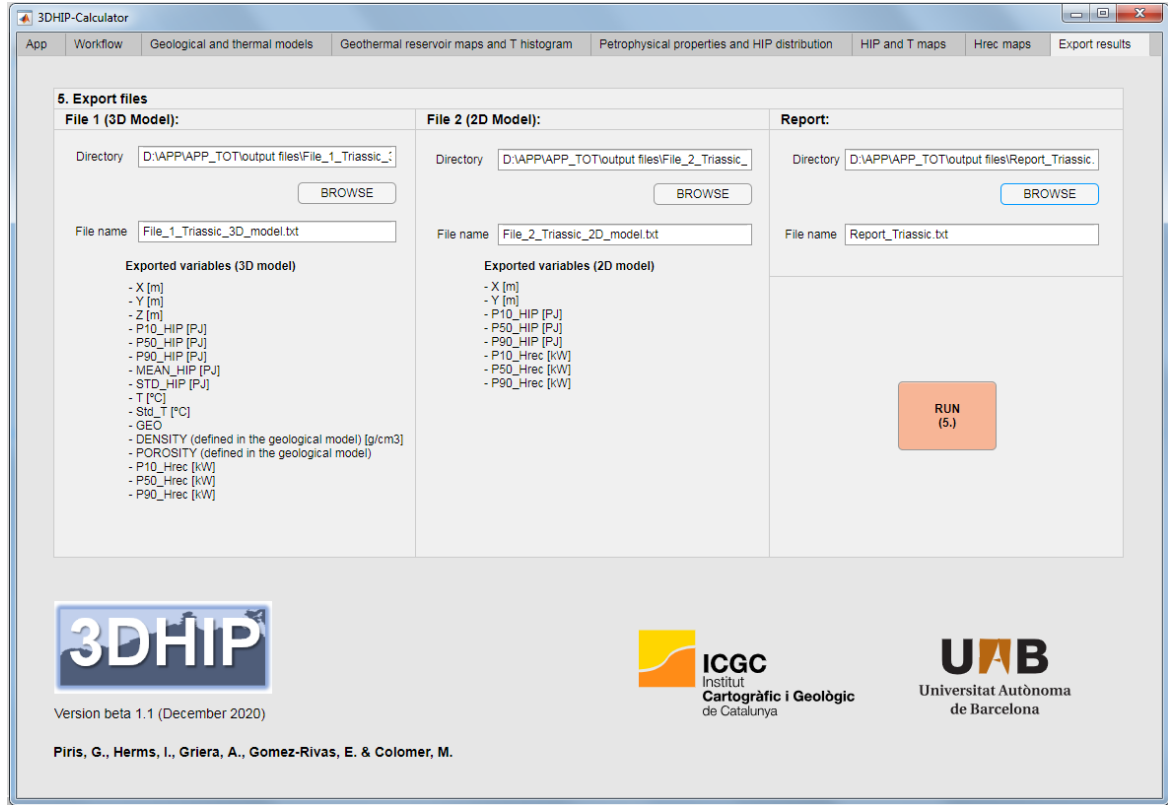 3DHIP-Calculator
App Workflow Geological and thermal models Geothermal reservoir maps and T histogram Petrophysical properties and HIP distribution HIP and T maps Hrec maps Export results
5. Export files
File 1 (3D Model):
Directory D:\APP\APP_TOT\output files\File_1_Triassic_3
BROWSE
File name File_1_Triassic_3D_model.txt
Exported variables (3D model)
- X [m]
- Y [m]
- Z [m]
- P10_HIP [PJ]
- P50_HIP [PJ]
- P90_HIP [PJ]
- MEAN_HIP [PJ]
- STD_HIP [PJ]
- T [ºC]
- Std_T [ºC]
- GEO
- DENSITY (defined in the geological model) [g/cm3]
- POROSITY (defined in the geological model)
- P10_Hrec [kW]
- P50_Hrec [kW]
- P90_Hrec [kW]
File 2 (2D Model):
Directory D:\APP\APP_TOT\output files\File_2_Triassic_
BROWSE
File name File_2_Triassic_2D_model.txt
Exported variables (2D model)
- X [m]
- Y [m]
- P10_HIP [PJ]
- P50_HIP [PJ]
- P90_HIP [PJ]
- P10_Hrec [kW]
- P50_Hrec [kW]
- P90_Hrec [kW]
Report:
Directory D:\APP\APP_TOT\output files\Report_Triassic.
BROWSE
File name Report_Triassic.txt
RUN
(5.)
3DHIP
Version beta 1.1 (December 2020)
Piris, G., Herms, I., Griera, A., Gomez-Rivas, E. & Colomer, M.
ICGC
Institut
Cartogràfic i Geològic
de Catalunya
UAB
Universitat Autònoma
de Barcelona